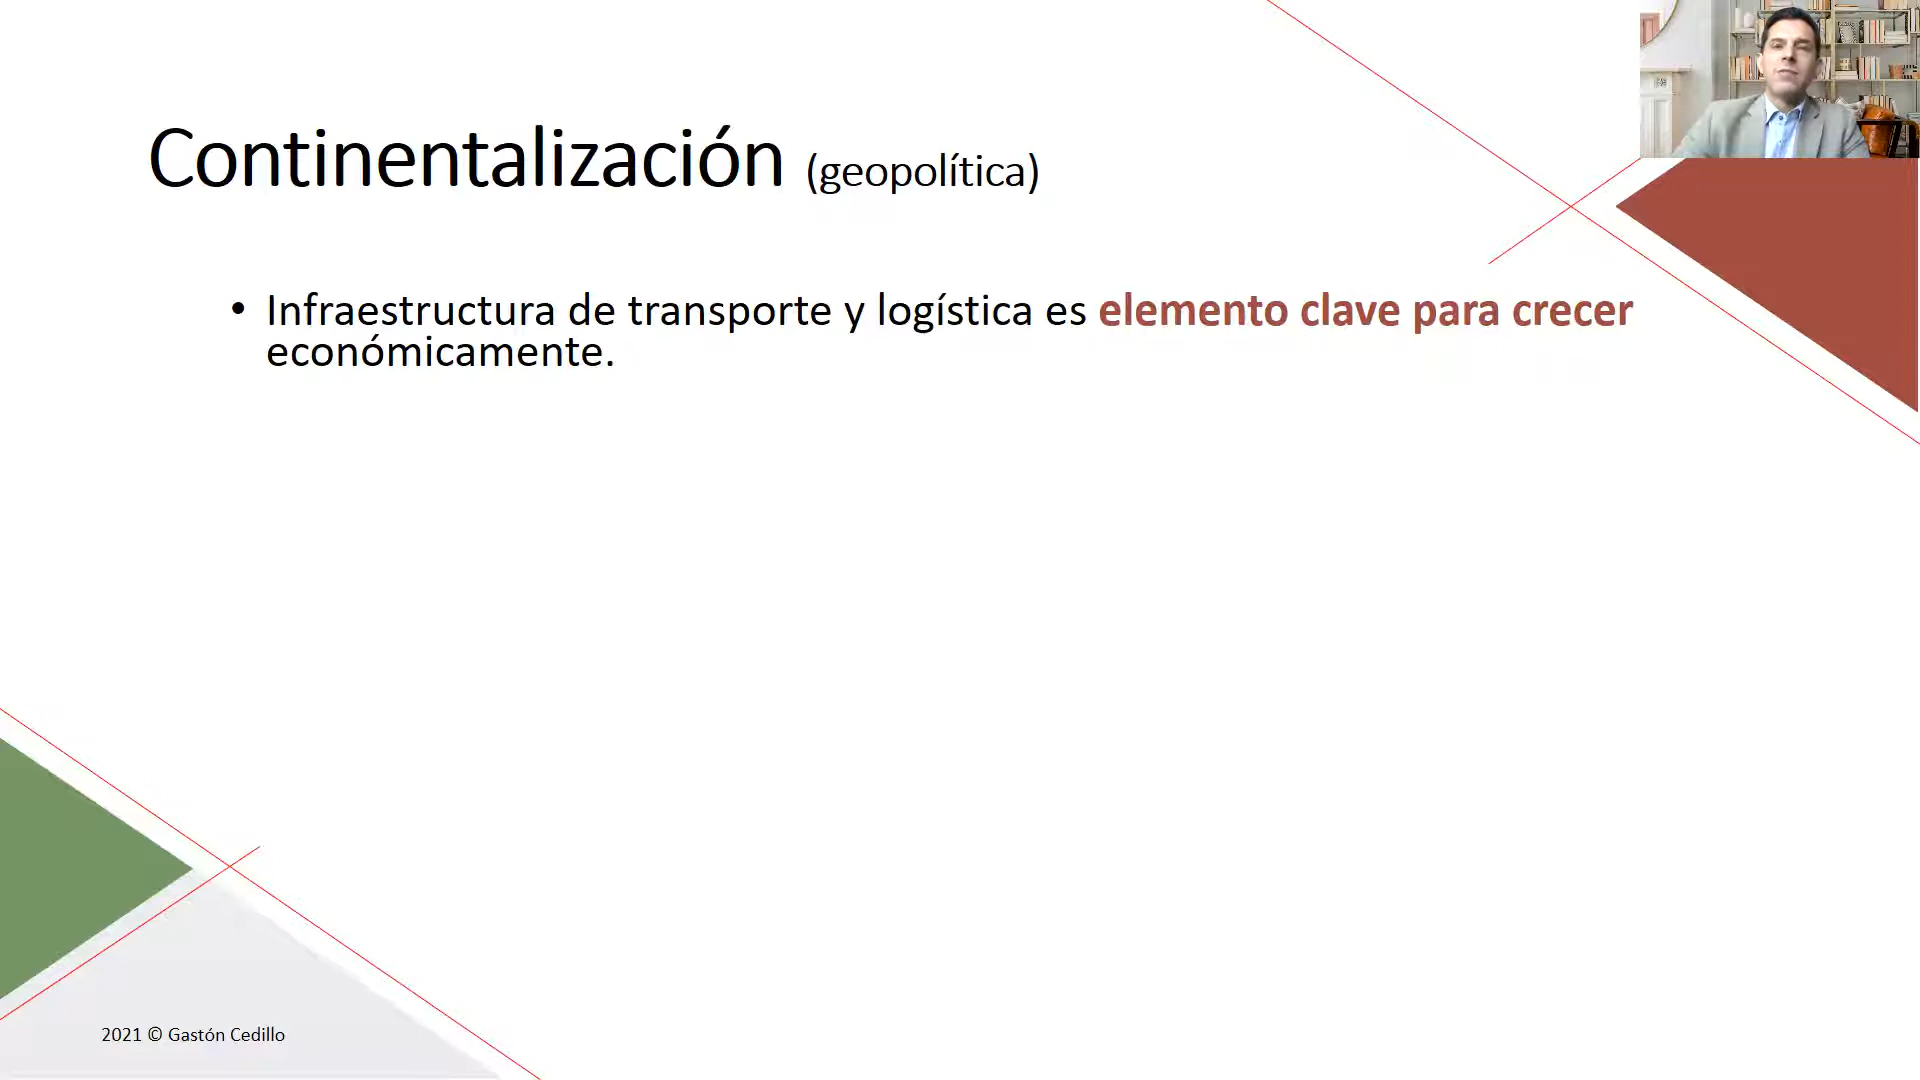 Continentalización (geopolítica)
• Infraestructura de transporte y logística es elemento clave para crecer
económicamente.
2021 © Gastón Cedillo